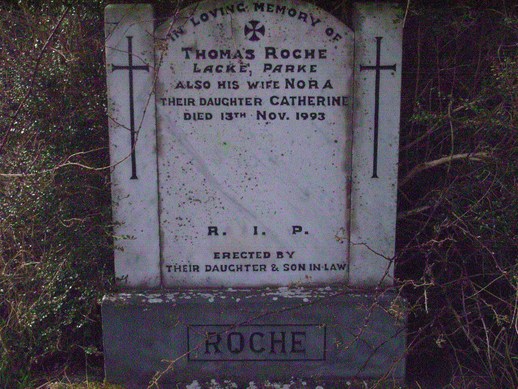 IN LOVING MEMORY OF
THOMAS ROCHE
LACKE, PARKE
ALSO HIS WIFE NORA
THEIR DAUGHTER CATHERINE
DIED 13TH NOV. 1993
R. I. P.
ERECTED BY
THEIR DAUGHTER & SON IN LAW
ROCHE